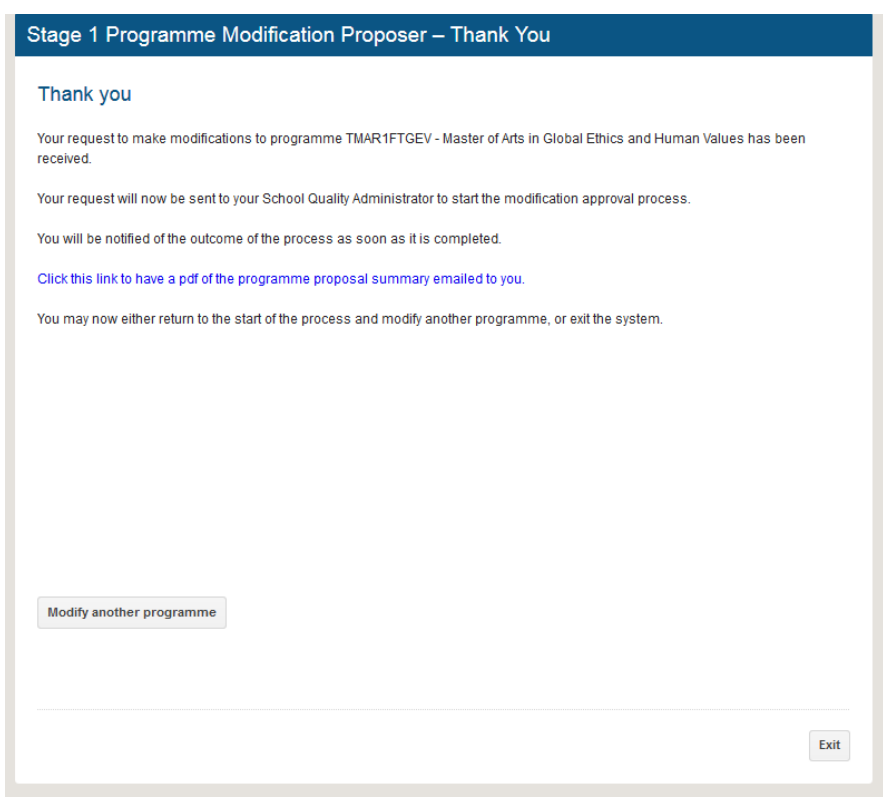 Stage 1 Programme Modification Proposer – Thank You
Thank you
Your request to make modifications to programme TMAR1FTGEV - Master of Arts in Global Ethics and Human Values has been
received.
Your request will now be sent to your School Quality Administrator to start the modification approval process.
You will be notified of the outcome of the process as soon as it is completed.
Click this link to have a pdf of the programme proposal summary emailed to you.
You may now either return to the start of the process and modify another programme, or exit the system.
Modify another programme
Exit